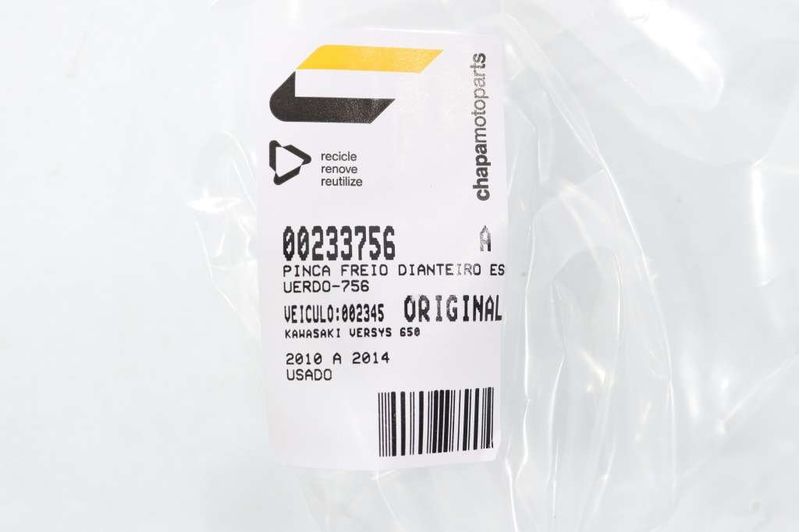 chapamotoparts
recicle
renove
reutilize
00233756 A
PINCA FREIO DIANTEIRO ES
UERDO-756
VEICULO:002345 ORIGINAL
KAWASAKI VERSYS 650
2010 A 2014
USADO